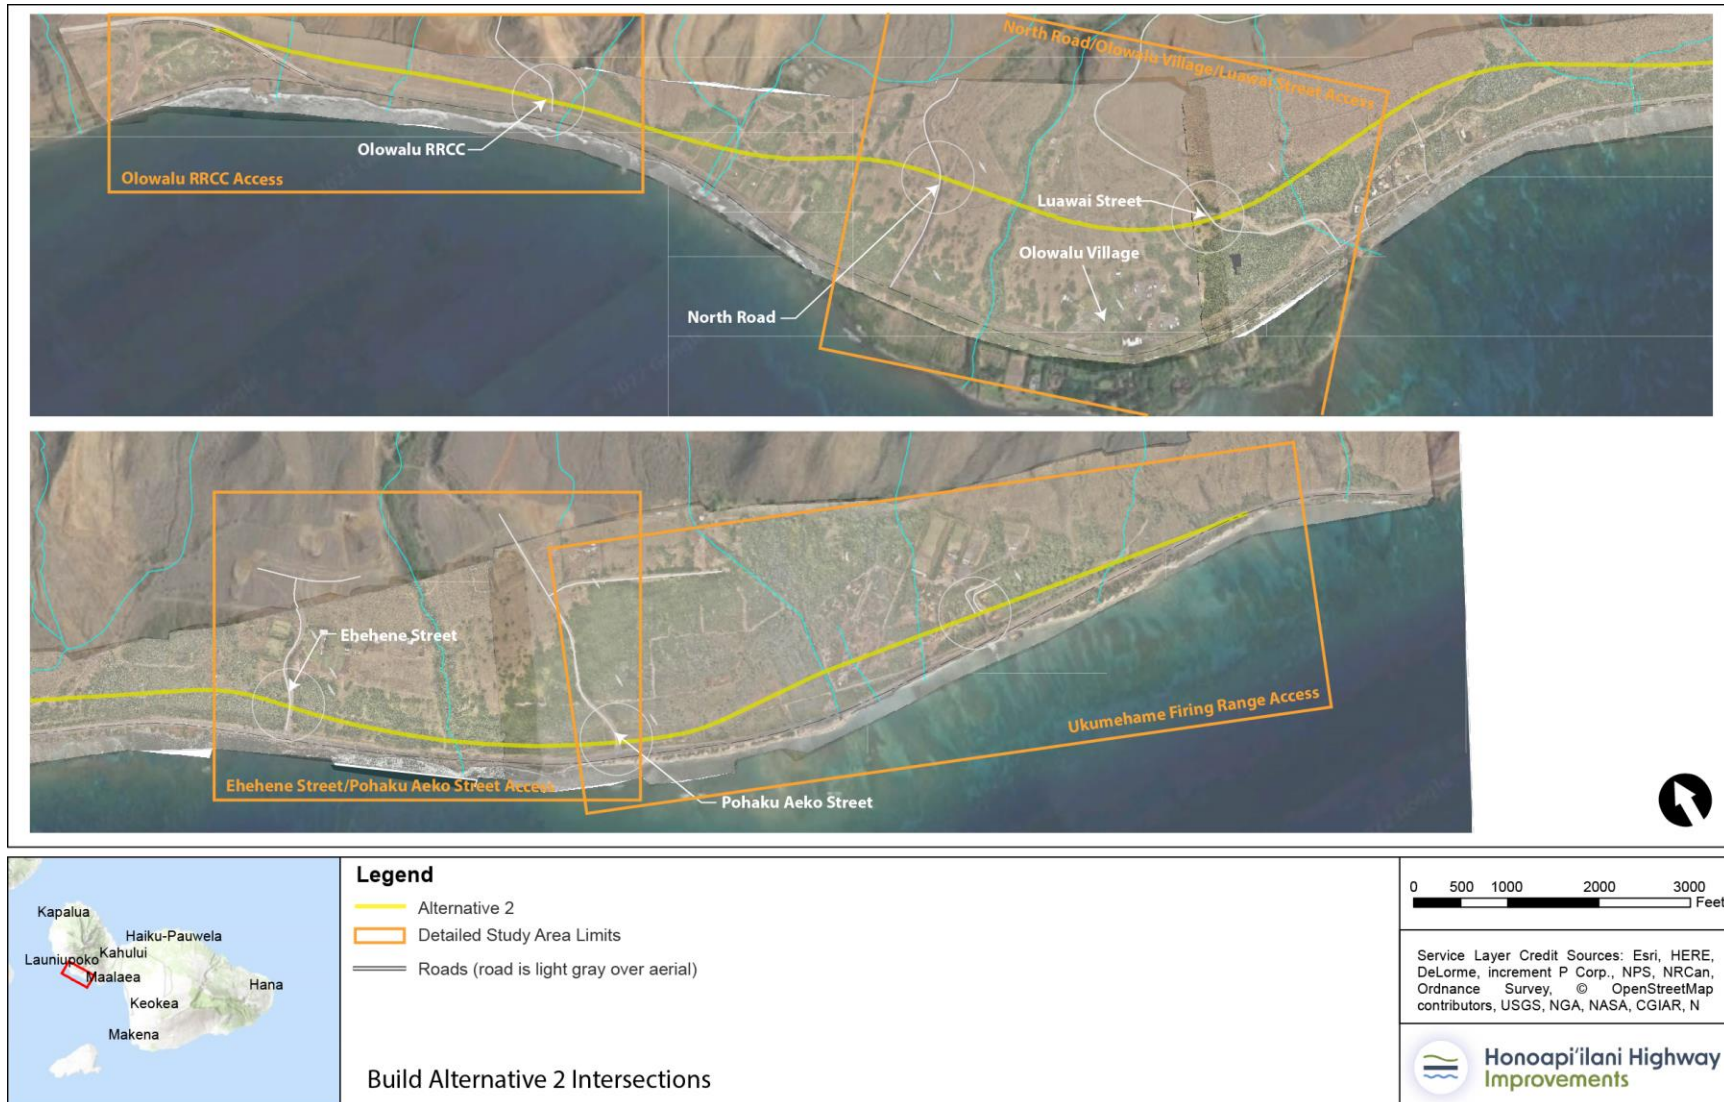 North Road/Olowalu Village/Luawai Street Access
Olowalu RRCC
Olowalu RRCC Access
Luawai Street
Olowalu Village
North Road
Ehehene Street
Ukumehame Firing Range Access
Ehehene Street/Pohaku Aeko Street Access
Pohaku Aeko Street
Kapalua
Haiku-Pauwela
Kahului
Launiupoko
Maalaea
Hana
Keokea
Makena
Legend
Alternative 2
Detailed Study Area Limits
Roads (road is light gray over aerial)
Build Alternative 2 Intersections
0 500 1000 2000 3000
Feet
Service Layer Credit Sources: Esri, HERE,
DeLorme, increment P Corp., NPS, NRCan,
Ordnance Survey, © OpenStreetMap
contributors, USGS, NGA, NASA, CGIAR, N
Honoapi'ilani Highway
Improvements